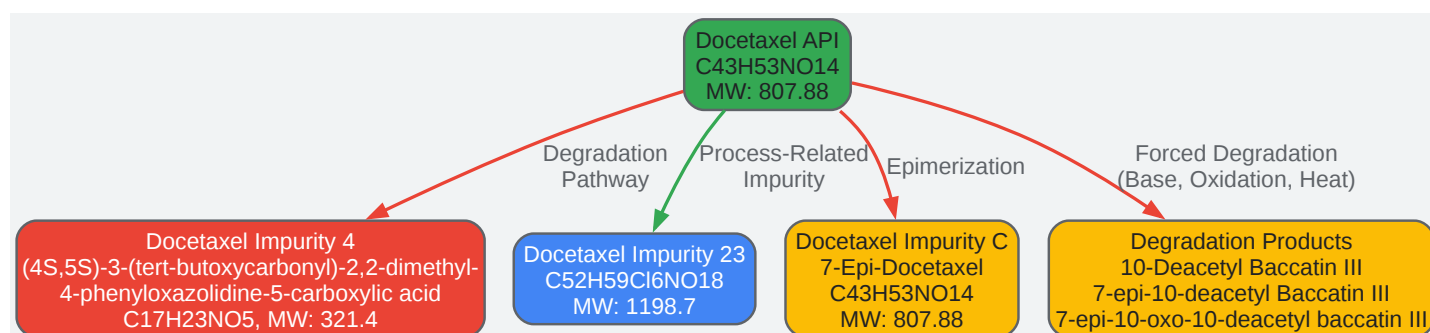 Docetaxel API
C43H53NO14
MW: 807.88
Degradation
Pathway
Process-Related
Impurity
Epimerization
Forced Degradation
(Base, Oxidation, Heat)
Docetaxel Impurity 4
(4S,5S)-3-(tert-butoxycarbonyl)-2,2-dimethyl-
4-phenyloxazolidine-5-carboxylic acid
C17H23NO5, MW: 321.4
Docetaxel Impurity 23
C52H59Cl6NO18
MW: 1198.7
Docetaxel Impurity C
7-Epi-Docetaxel
C43H53NO14
MW: 807.88
Degradation Products
10-Deacetyl Baccatin III
7-epi-10-deacetyl Baccatin III
7-epi-10-oxo-10-deacetyl baccatin III